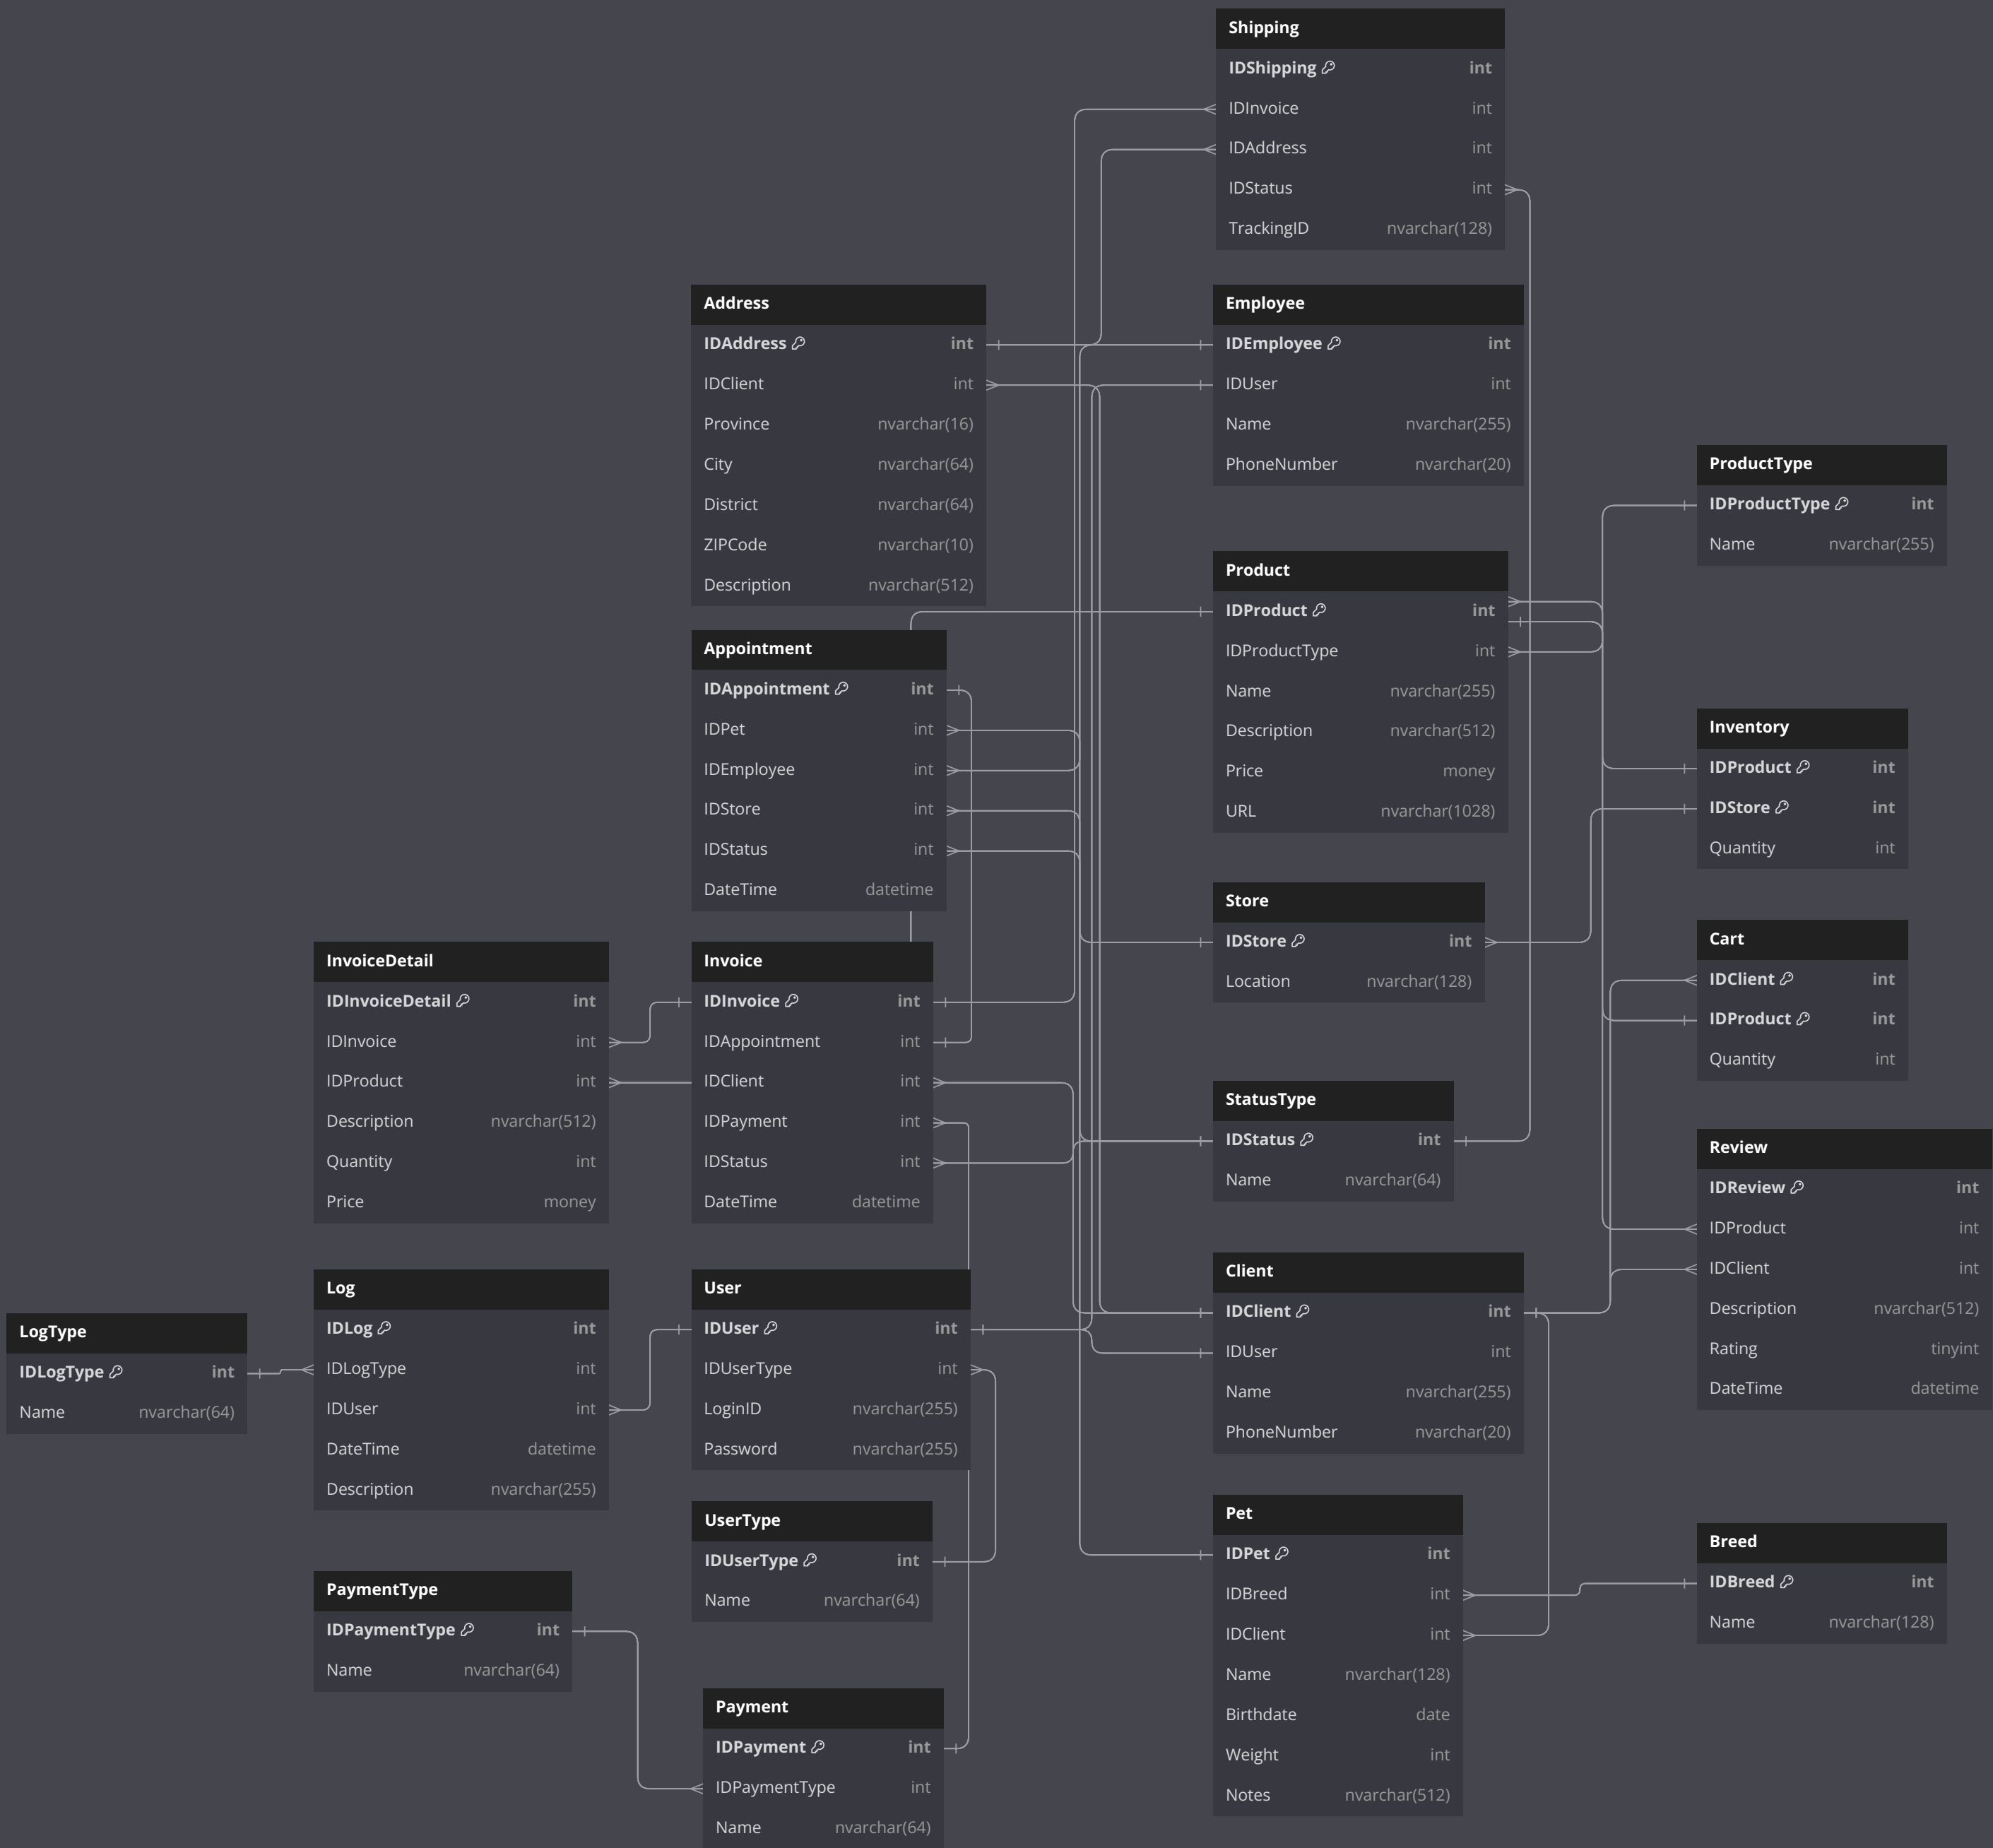 Shipping
IDShipping int
IDInvoice int
IDAddress int
IDStatus int
TrackingID nvarchar(128)
Address
IDAddress int
IDClient int
Province nvarchar(16)
City nvarchar(64)
District nvarchar(64)
ZIPCode nvarchar(10)
Description nvarchar(512)
Employee
IDEmployee int
IDUser int
Name nvarchar(255)
PhoneNumber nvarchar(20)
ProductType
IDProductType int
Name nvarchar(255)
Product
IDProduct int
IDProductType int
Name nvarchar(255)
Description nvarchar(512)
Price money
URL nvarchar(1028)
Appointment
IDAppointment int
IDPet int
IDEmployee int
IDStore int
IDStatus int
DateTime datetime
Inventory
IDProduct int
IDStore int
Quantity int
Store
IDStore int
Location nvarchar(128)
Cart
IDClient int
IDProduct int
Quantity int
InvoiceDetail
IDInvoiceDetail int
IDInvoice int
IDProduct int
Description nvarchar(512)
Quantity int
Price money
Invoice
IDInvoice int
IDAppointment int
IDClient int
IDPayment int
IDStatus int
DateTime datetime
StatusType
IDStatus int
Name nvarchar(64)
Review
IDReview int
IDProduct int
IDClient int
Description nvarchar(512)
Rating tinyint
DateTime datetime
LogType
IDLogType int
Name nvarchar(64)
Log
IDLog int
IDLogType int
IDUser int
DateTime datetime
Description nvarchar(255)
User
IDUser int
IDUserType int
LoginID nvarchar(255)
Password nvarchar(255)
Client
IDClient int
IDUser int
Name nvarchar(255)
PhoneNumber nvarchar(20)
UserType
IDUserType int
Name nvarchar(64)
Pet
IDPet int
IDBreed int
IDClient int
Name nvarchar(128)
Birthdate date
Weight int
Notes nvarchar(512)
Breed
IDBreed int
Name nvarchar(128)
PaymentType
IDPaymentType int
Name nvarchar(64)
Payment
IDPayment int
IDPaymentType int
Name nvarchar(64)